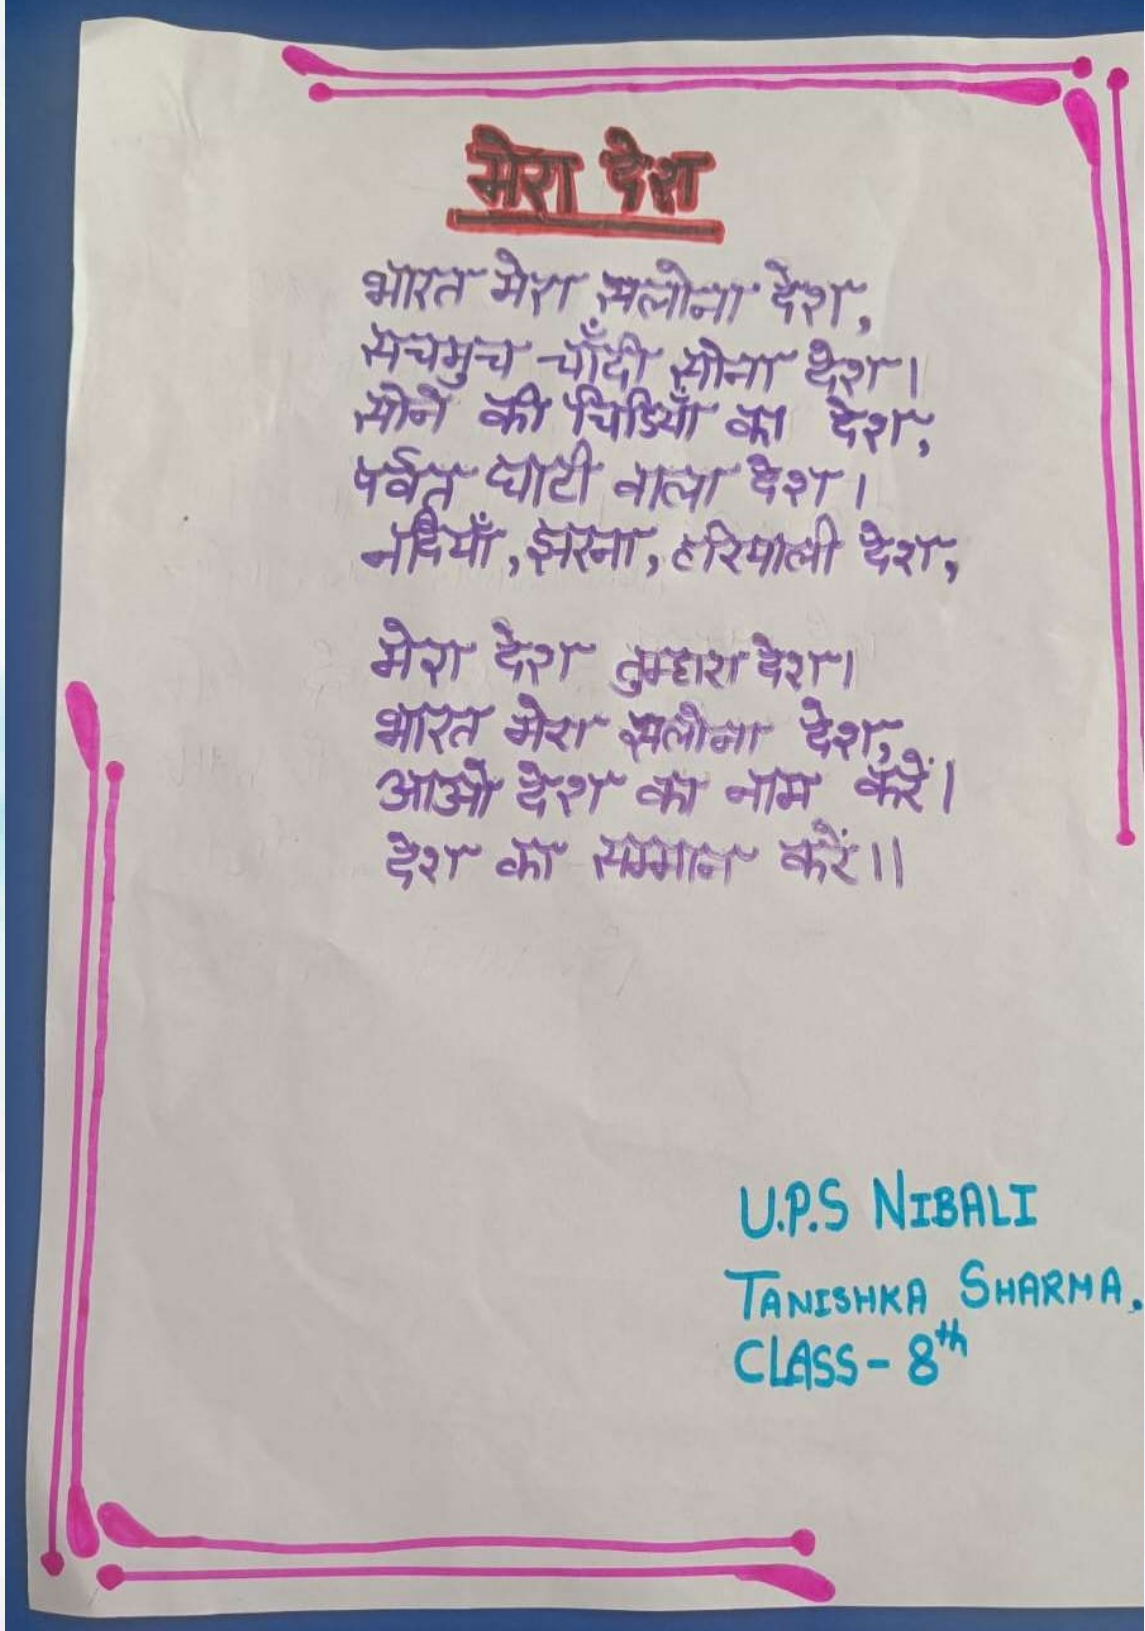 मेरा देश
भारत मेरा सलोना देश,
सचमुच चाँदी सोना देश।
सोने की चिडियाँ का देश,
पर्वत घाटी वाला देश।
नदियाँ, झरना, हरियाली देश,
मेरा देश तुम्हारा देश।
भारत मेरा सलोना देश,
आओ देश का नाम करें।
देश का सम्मान करें।।
U.P.S NIBALI
TANISHKA SHARMA.
CLASS - 8th